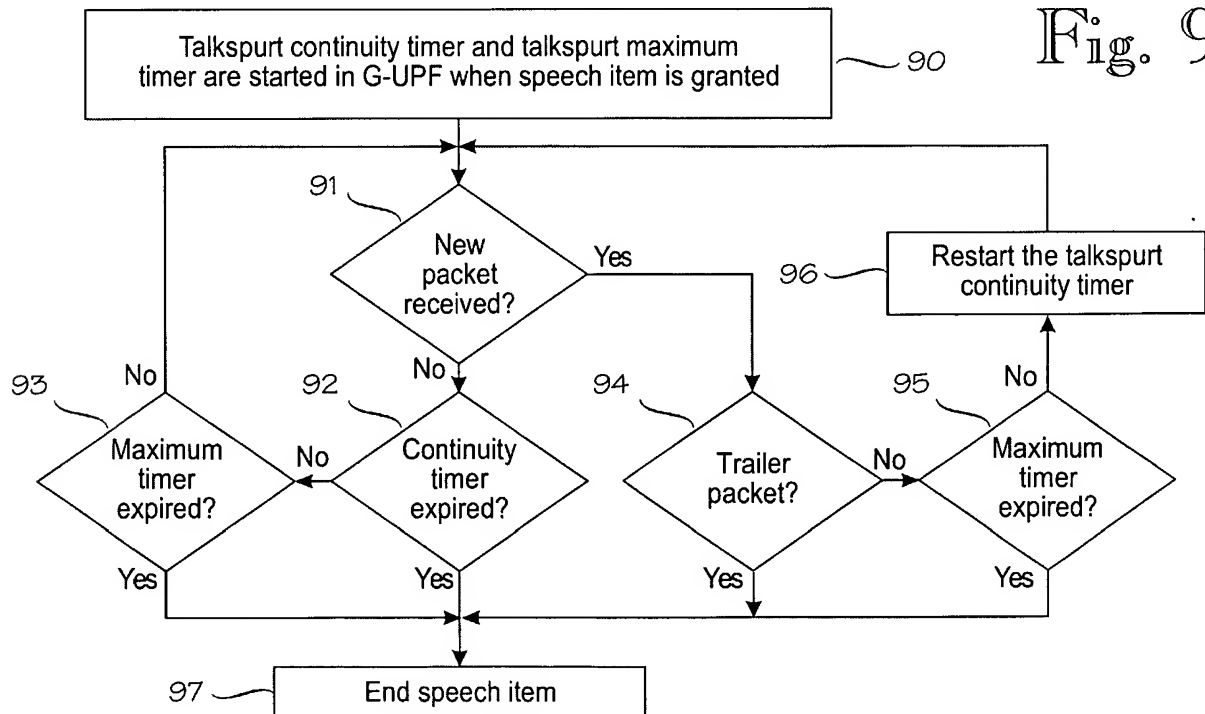 Fig. 9
Talkspurt continuity timer and talkspurt maximum
timer are started in G-UPF when speech item is granted
90
91
New
packet
received?
Yes
No
96
Restart the talkspurt
continuity timer
93
No
Maximum
timer
expired?
Yes
92
No
Continuity
timer
expired?
Yes
94
Trailer
packet?
No
Yes
95
No
Maximum
timer
expired?
Yes
97
End speech item